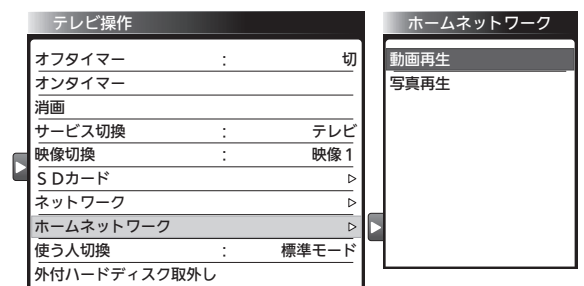 テレビ操作
オフタイマー : 切
オンタイマー
消画
サービス切換 : テレビ
映像切換 : 映像1
SDカード ▷
ネットワーク ▷
ホームネットワーク ▷
使う人切換 : 標準モード
外付ハードディスク取外し
ホームネットワーク
動画再生
写真再生